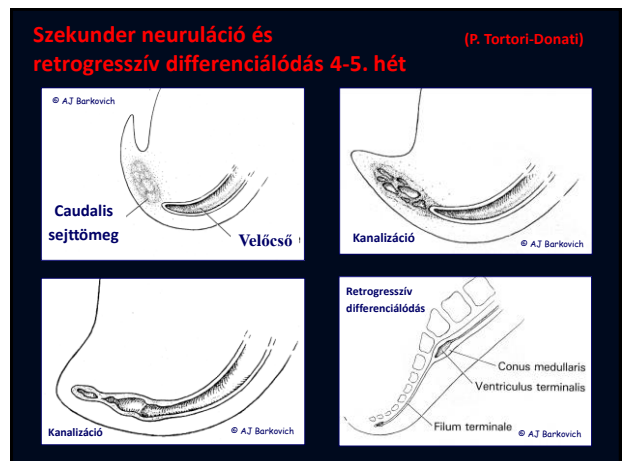 Szekunder neuruláció és
(P. Tortori-Donati)
retrogresszív differenciálódás 4-5. hét
© AJ Barkovich
Caudalis
sejttömeg
Velőcső
Kanalizáció
© AJ Barkovich
Kanalizáció
© AJ Barkovich
Retrogresszív
differenciálódás
Conus medullaris
Ventriculus terminalis
Filum terminale
© AJ Barkovich